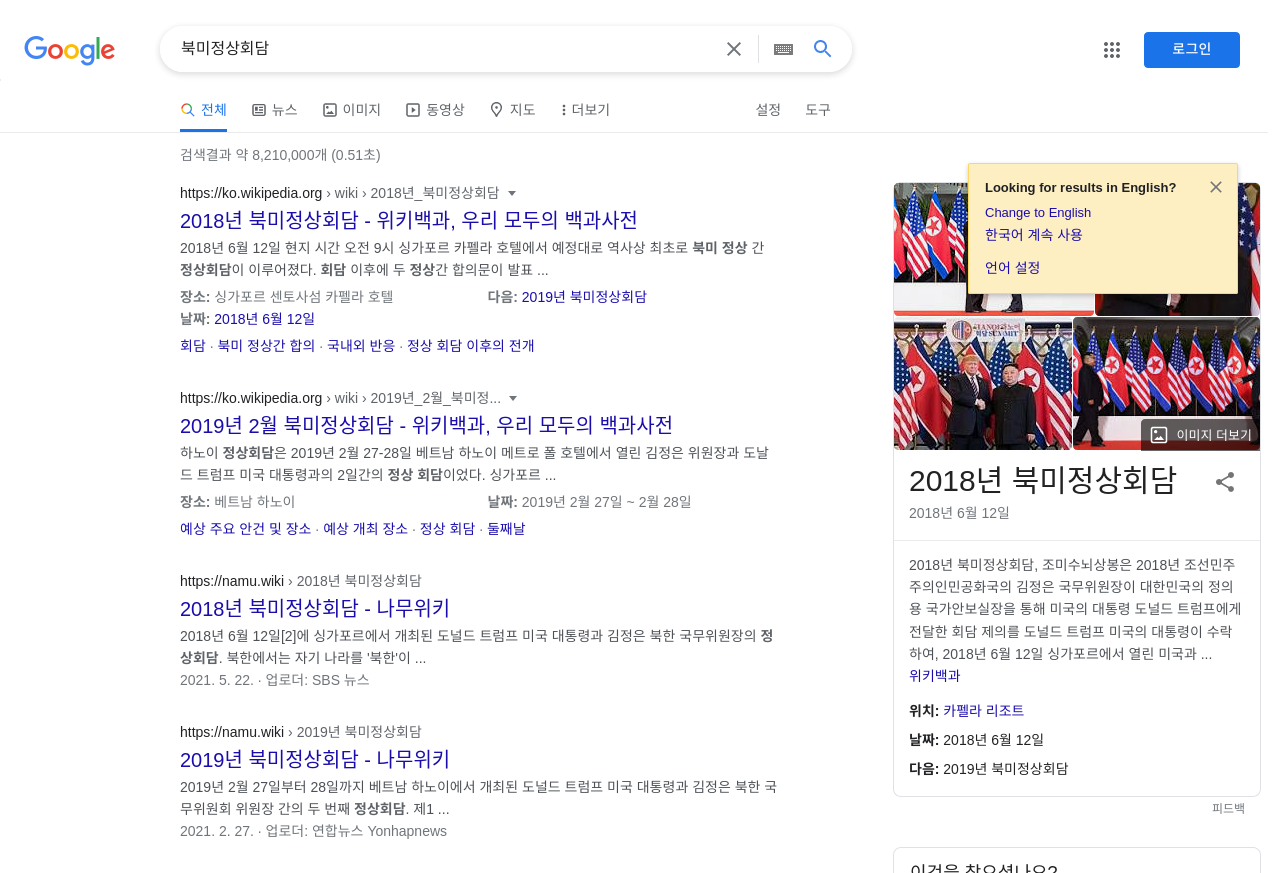 Google
북미정상회담
로그인
전체 뉴스 이미지 동영상 지도 더보기 설정 도구
검색결과 약 8,210,000개 (0.51초)
https://ko.wikipedia.org › wiki › 2018년_북미정상회담
2018년 북미정상회담 - 위키백과, 우리 모두의 백과사전
2018년 6월 12일 현지 시간 오전 9시 싱가포르 카펠라 호텔에서 예정대로 역사상 최초로 북미 정상 간
정상회담이 이루어졌다. 회담 이후에 두 정상간 합의문이 발표 ...
장소: 싱가포르 센토사섬 카펠라 호텔 다음: 2019년 북미정상회담
날짜: 2018년 6월 12일
회담 · 북미 정상간 합의 · 국내외 반응 · 정상 회담 이후의 전개
https://ko.wikipedia.org › wiki › 2019년_2월_북미정...
2019년 2월 북미정상회담 - 위키백과, 우리 모두의 백과사전
하노이 정상회담은 2019년 2월 27-28일 베트남 하노이 메트로 폴 호텔에서 열린 김정은 위원장과 도날
드 트럼프 미국 대통령과의 2일간의 정상 회담이었다. 싱가포르 ...
장소: 베트남 하노이 날짜: 2019년 2월 27일 ~ 2월 28일
예상 주요 안건 및 장소 · 예상 개최 장소 · 정상 회담 · 둘째날
https://namu.wiki › 2018년 북미정상회담
2018년 북미정상회담 - 나무위키
2018년 6월 12일[2]에 싱가포르에서 개최된 도널드 트럼프 미국 대통령과 김정은 북한 국무위원장의 정
상회담. 북한에서는 자기 나라를 '북한'이 ...
2021. 5. 22. · 업로더: SBS 뉴스
https://namu.wiki › 2019년 북미정상회담
2019년 북미정상회담 - 나무위키
2019년 2월 27일부터 28일까지 베트남 하노이에서 개최된 도널드 트럼프 미국 대통령과 김정은 북한 국
무위원회 위원장 간의 두 번째 정상회담. 제1 ...
2021. 2. 27. · 업로더: 연합뉴스 Yonhapnews
Looking for results in English?
Change to English
한국어 계속 사용
언어 설정
이미지 더보기
2018년 북미정상회담
2018년 6월 12일
2018년 북미정상회담, 조미수뇌상봉은 2018년 조선민주
주의인민공화국의 김정은 국무위원장이 대한민국의 정의
용 국가안보실장을 통해 미국의 대통령 도널드 트럼프에게
전달한 회담 제의를 도널드 트럼프 미국의 대통령이 수락
하여, 2018년 6월 12일 싱가포르에서 열린 미국과 ...
위키백과
위치: 카펠라 리조트
날짜: 2018년 6월 12일
다음: 2019년 북미정상회담
피드백
이것을 찾으셨나요?